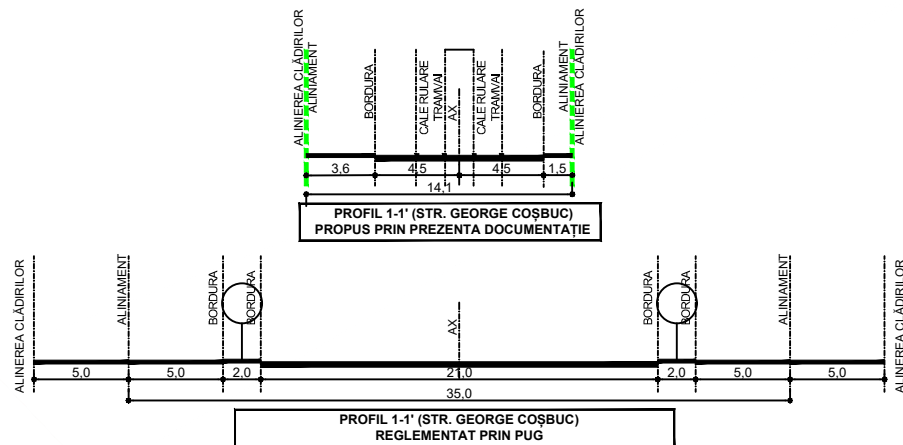 ALINIEREA CLĂDIRILOR
ALINIAMENT
BORDURA
CALE RULARE
TRAMVAI
AX
CALE RULARE
TRAMVAI
BORDURA
ALINIAMENT
ALINIEREA CLĂDIRILOR
3,6
4,5
4,5
1,5
14,1
PROFIL 1-1' (STR. GEORGE COȘBUC)
PROPUS PRIN PREZENTA DOCUMENTAȚIE
ALINEREA CLĂDIRILOR
ALINIAMENT
BORDURA
BORDURA
AX
BORDURA
BORDURA
ALINIAMENT
ALINEREA CLĂDIRILOR
5,0
5,0
2,0
21,0
2,0
5,0
5,0
35,0
PROFIL 1-1' (STR. GEORGE COȘBUC)
REGLEMENTAT PRIN PUG